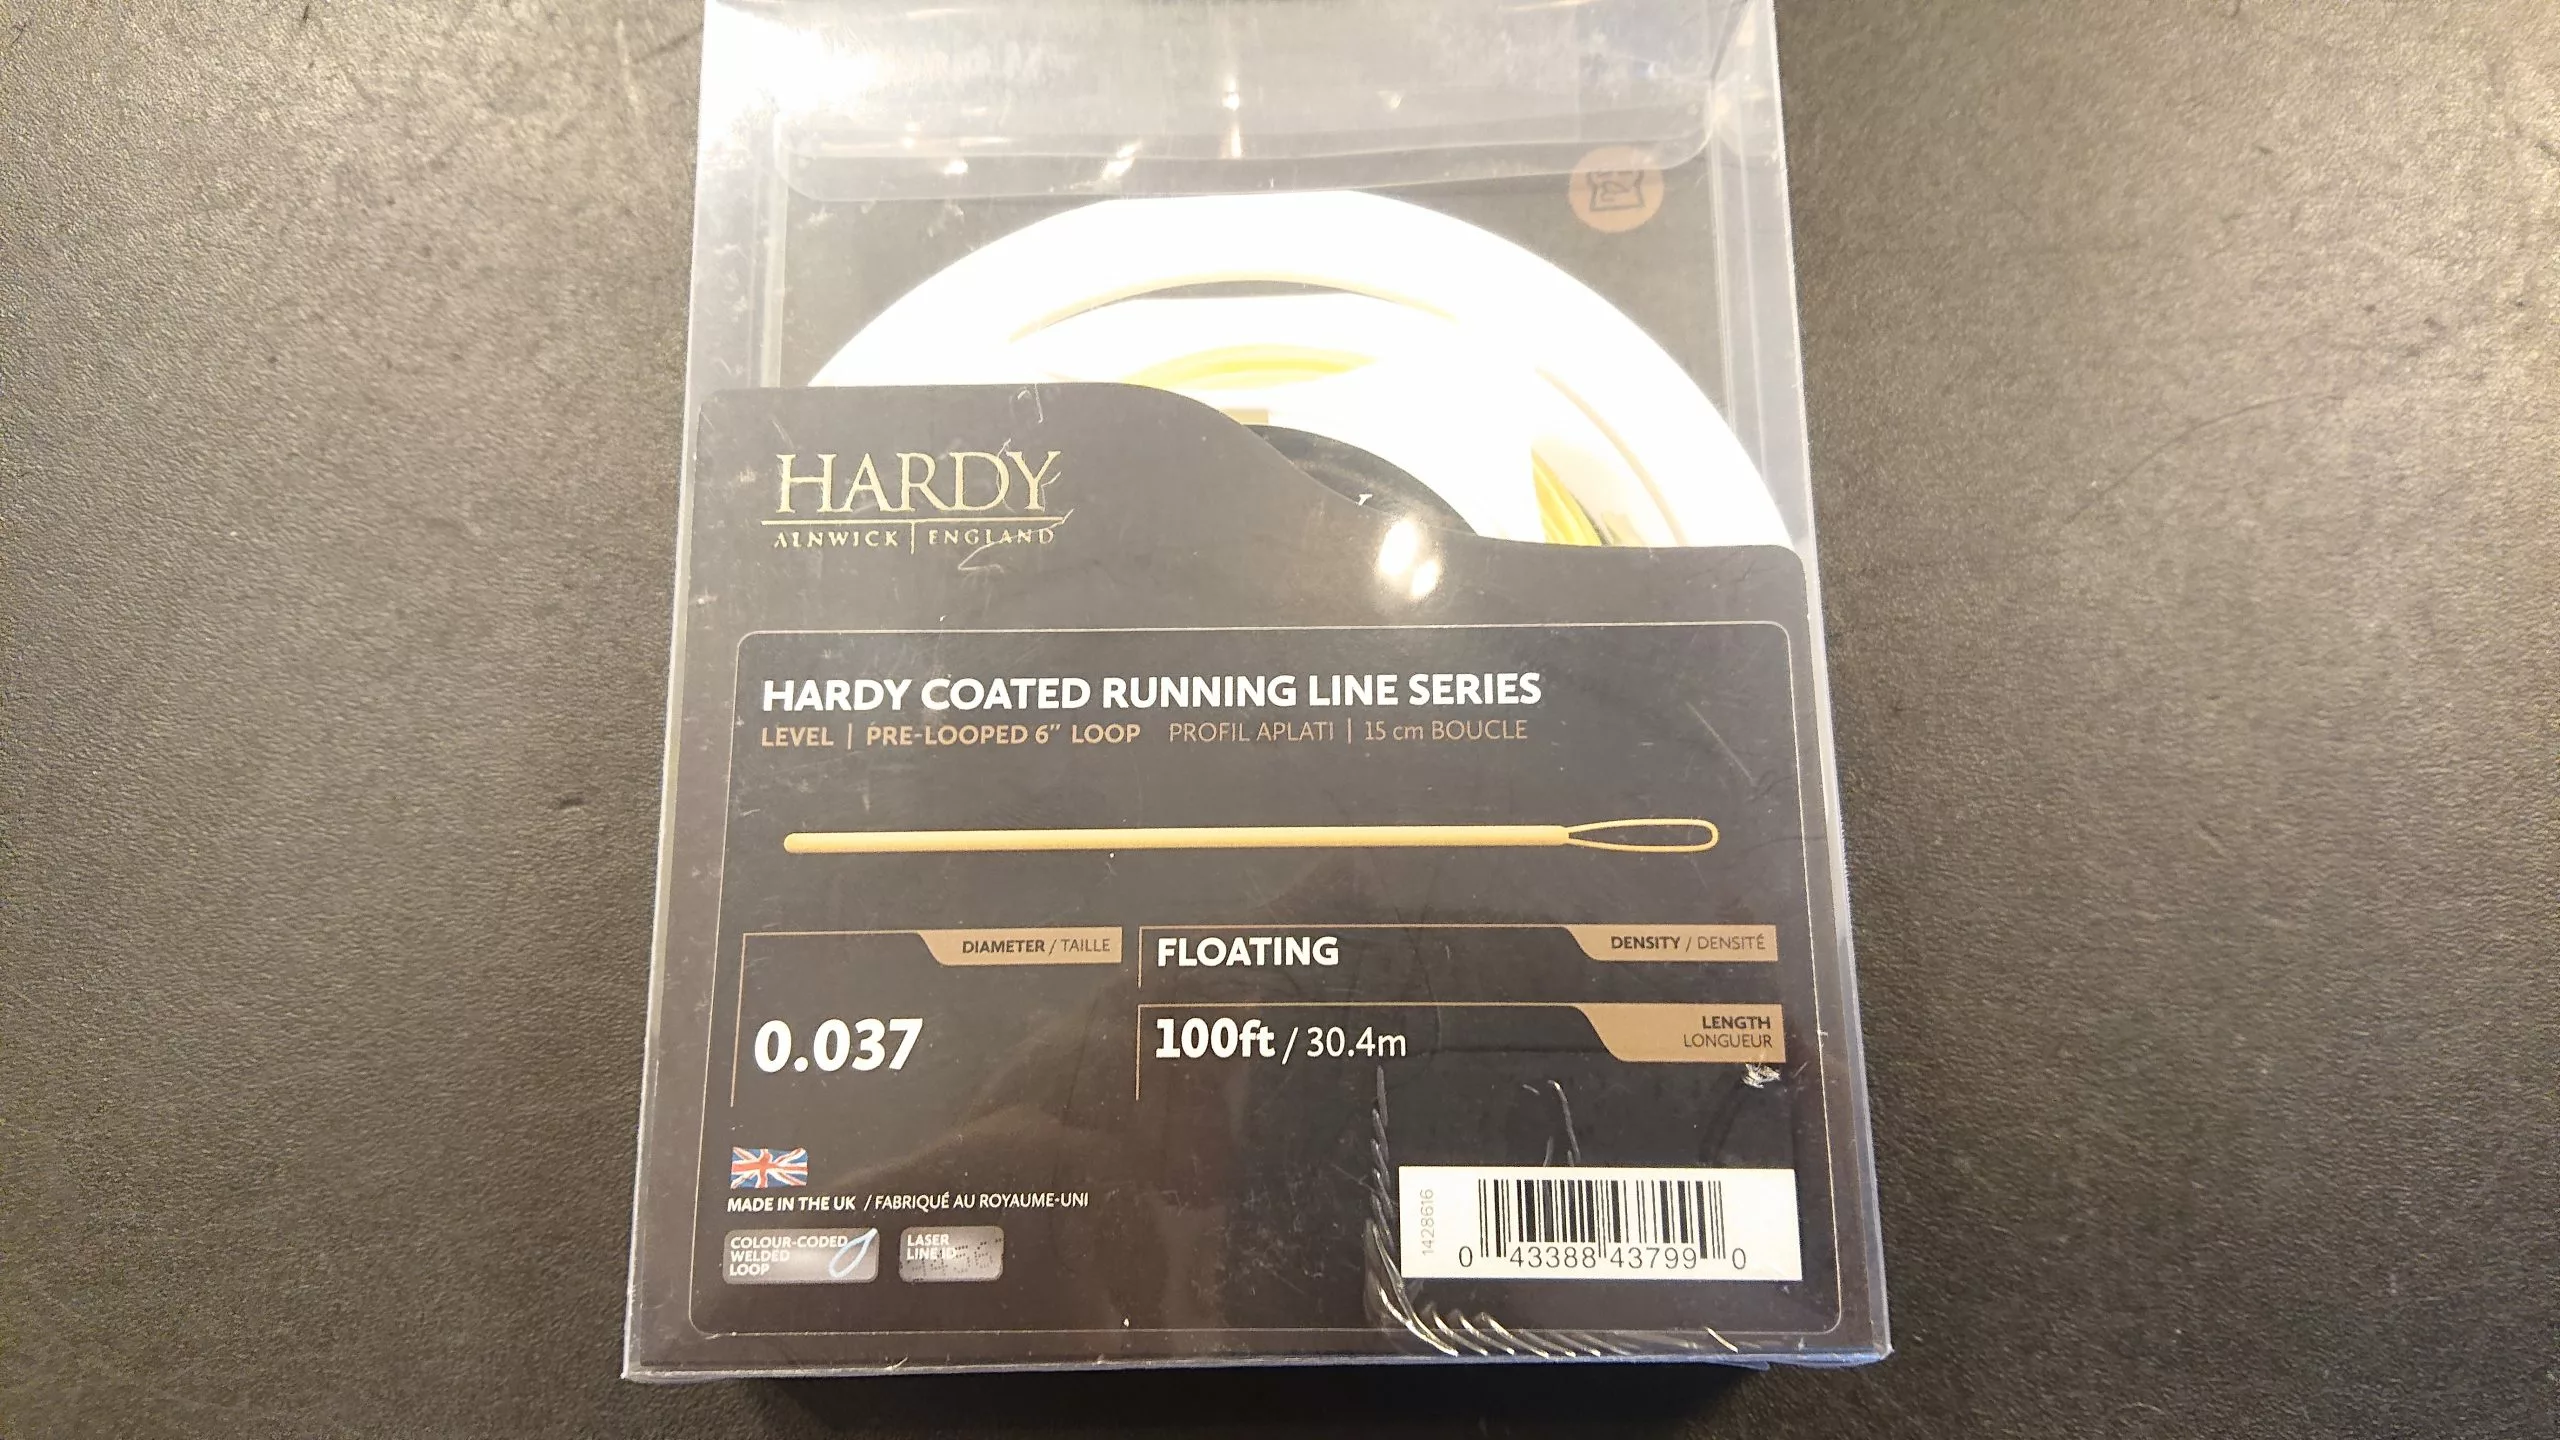 HARDY
ALNWICK | ENGLAND
HARDY COATED RUNNING LINE SERIES
LEVEL | PRE-LOOPED 6" LOOP PROFIL APLATI | 15 cm BOUCLE
DIAMETER / TAILLE
0.037
FLOATING
DENSITY / DENSITÉ
100ft / 30.4m
LENGTH
LONGUEUR
MADE IN THE UK / FABRIQUÉ AU ROYAUME-UNI
COLOUR-CODED
WELDED
LOOP
LASER
LINE ID
1428616
0 43388 43799 0